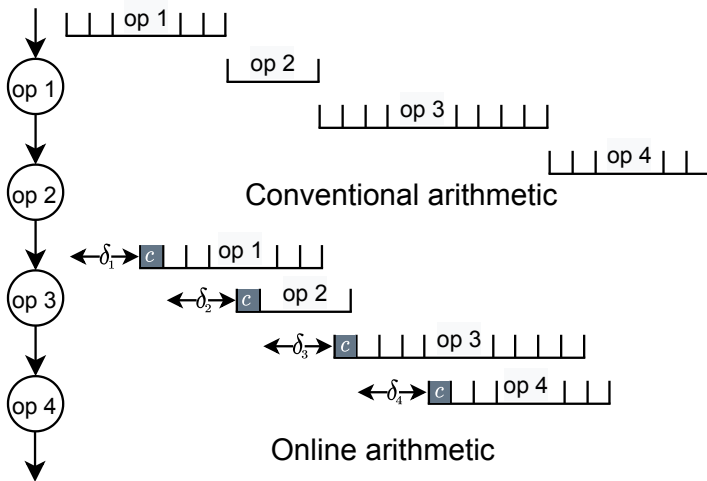 op 1
op 1
op 2
op 3
op 4
op 2
Conventional arithmetic
δ1 c op 1
op 3
δ2 c op 2
δ3 c op 3
op 4
δ4 c op 4
Online arithmetic